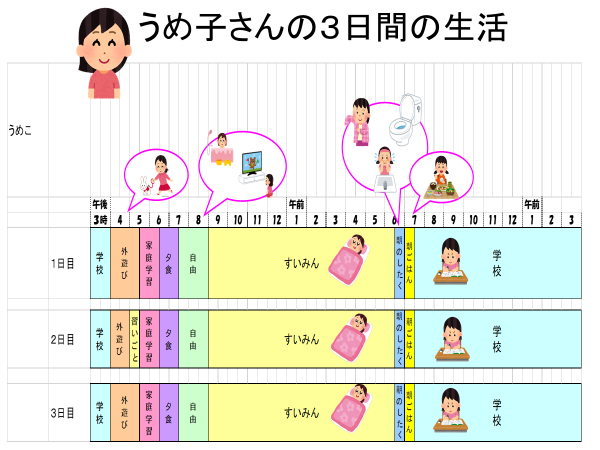 うめ子さんの３日間の生活
うめこ
午後 午前 午前
3時 4 5 6 7 8 9 10 11 12 1 2 3 4 5 6 7 8 9 10 11 12 1 2 3
1日目 学校 外遊び 家庭学習 夕食 自由 すいみん 朝のしたく 朝ごはん 学校
2日目 学校 外遊び 習いごと 家庭学習 夕食 自由 すいみん 朝のしたく 朝ごはん 学校
3日目 学校 外遊び 家庭学習 夕食 自由 すいみん 朝のしたく 朝ごはん 学校